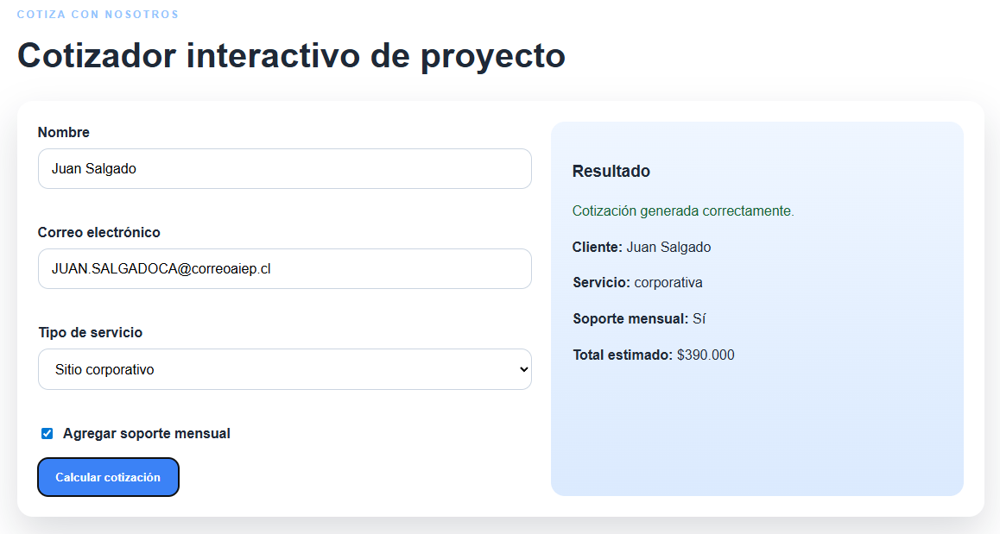 COTIZA CON NOSOTROS
Cotizador interactivo de proyecto
Nombre
Juan Salgado
Correo electrónico
JUAN.SALGADOCA@correoaiep.cl
Tipo de servicio
Sitio corporativo
Agregar soporte mensual
Calcular cotización
Resultado
Cotización generada correctamente.
Cliente: Juan Salgado
Servicio: corporativa
Soporte mensual: Sí
Total estimado: $390.000